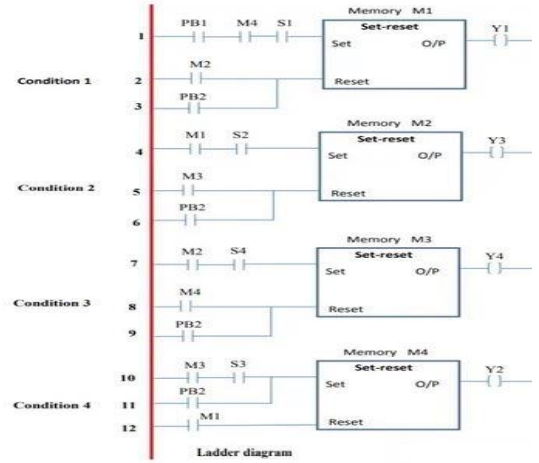 Memory M1
PB1 M4 S1 Set-reset Y1
1 Set O/P
Condition 1
M2
2 Reset
PB2
3
Memory M2
M1 S2 Set-reset Y3
4 Set O/P
Condition 2
M3
5 Reset
PB2
6
Memory M3
M2 S4 Set-reset Y4
7 Set O/P
Condition 3
M4
8 Reset
PB2
9
Memory M4
M3 S3 Set-reset Y2
10 Set O/P
Condition 4
PB2
11
M1
12 Reset
Ladder diagram